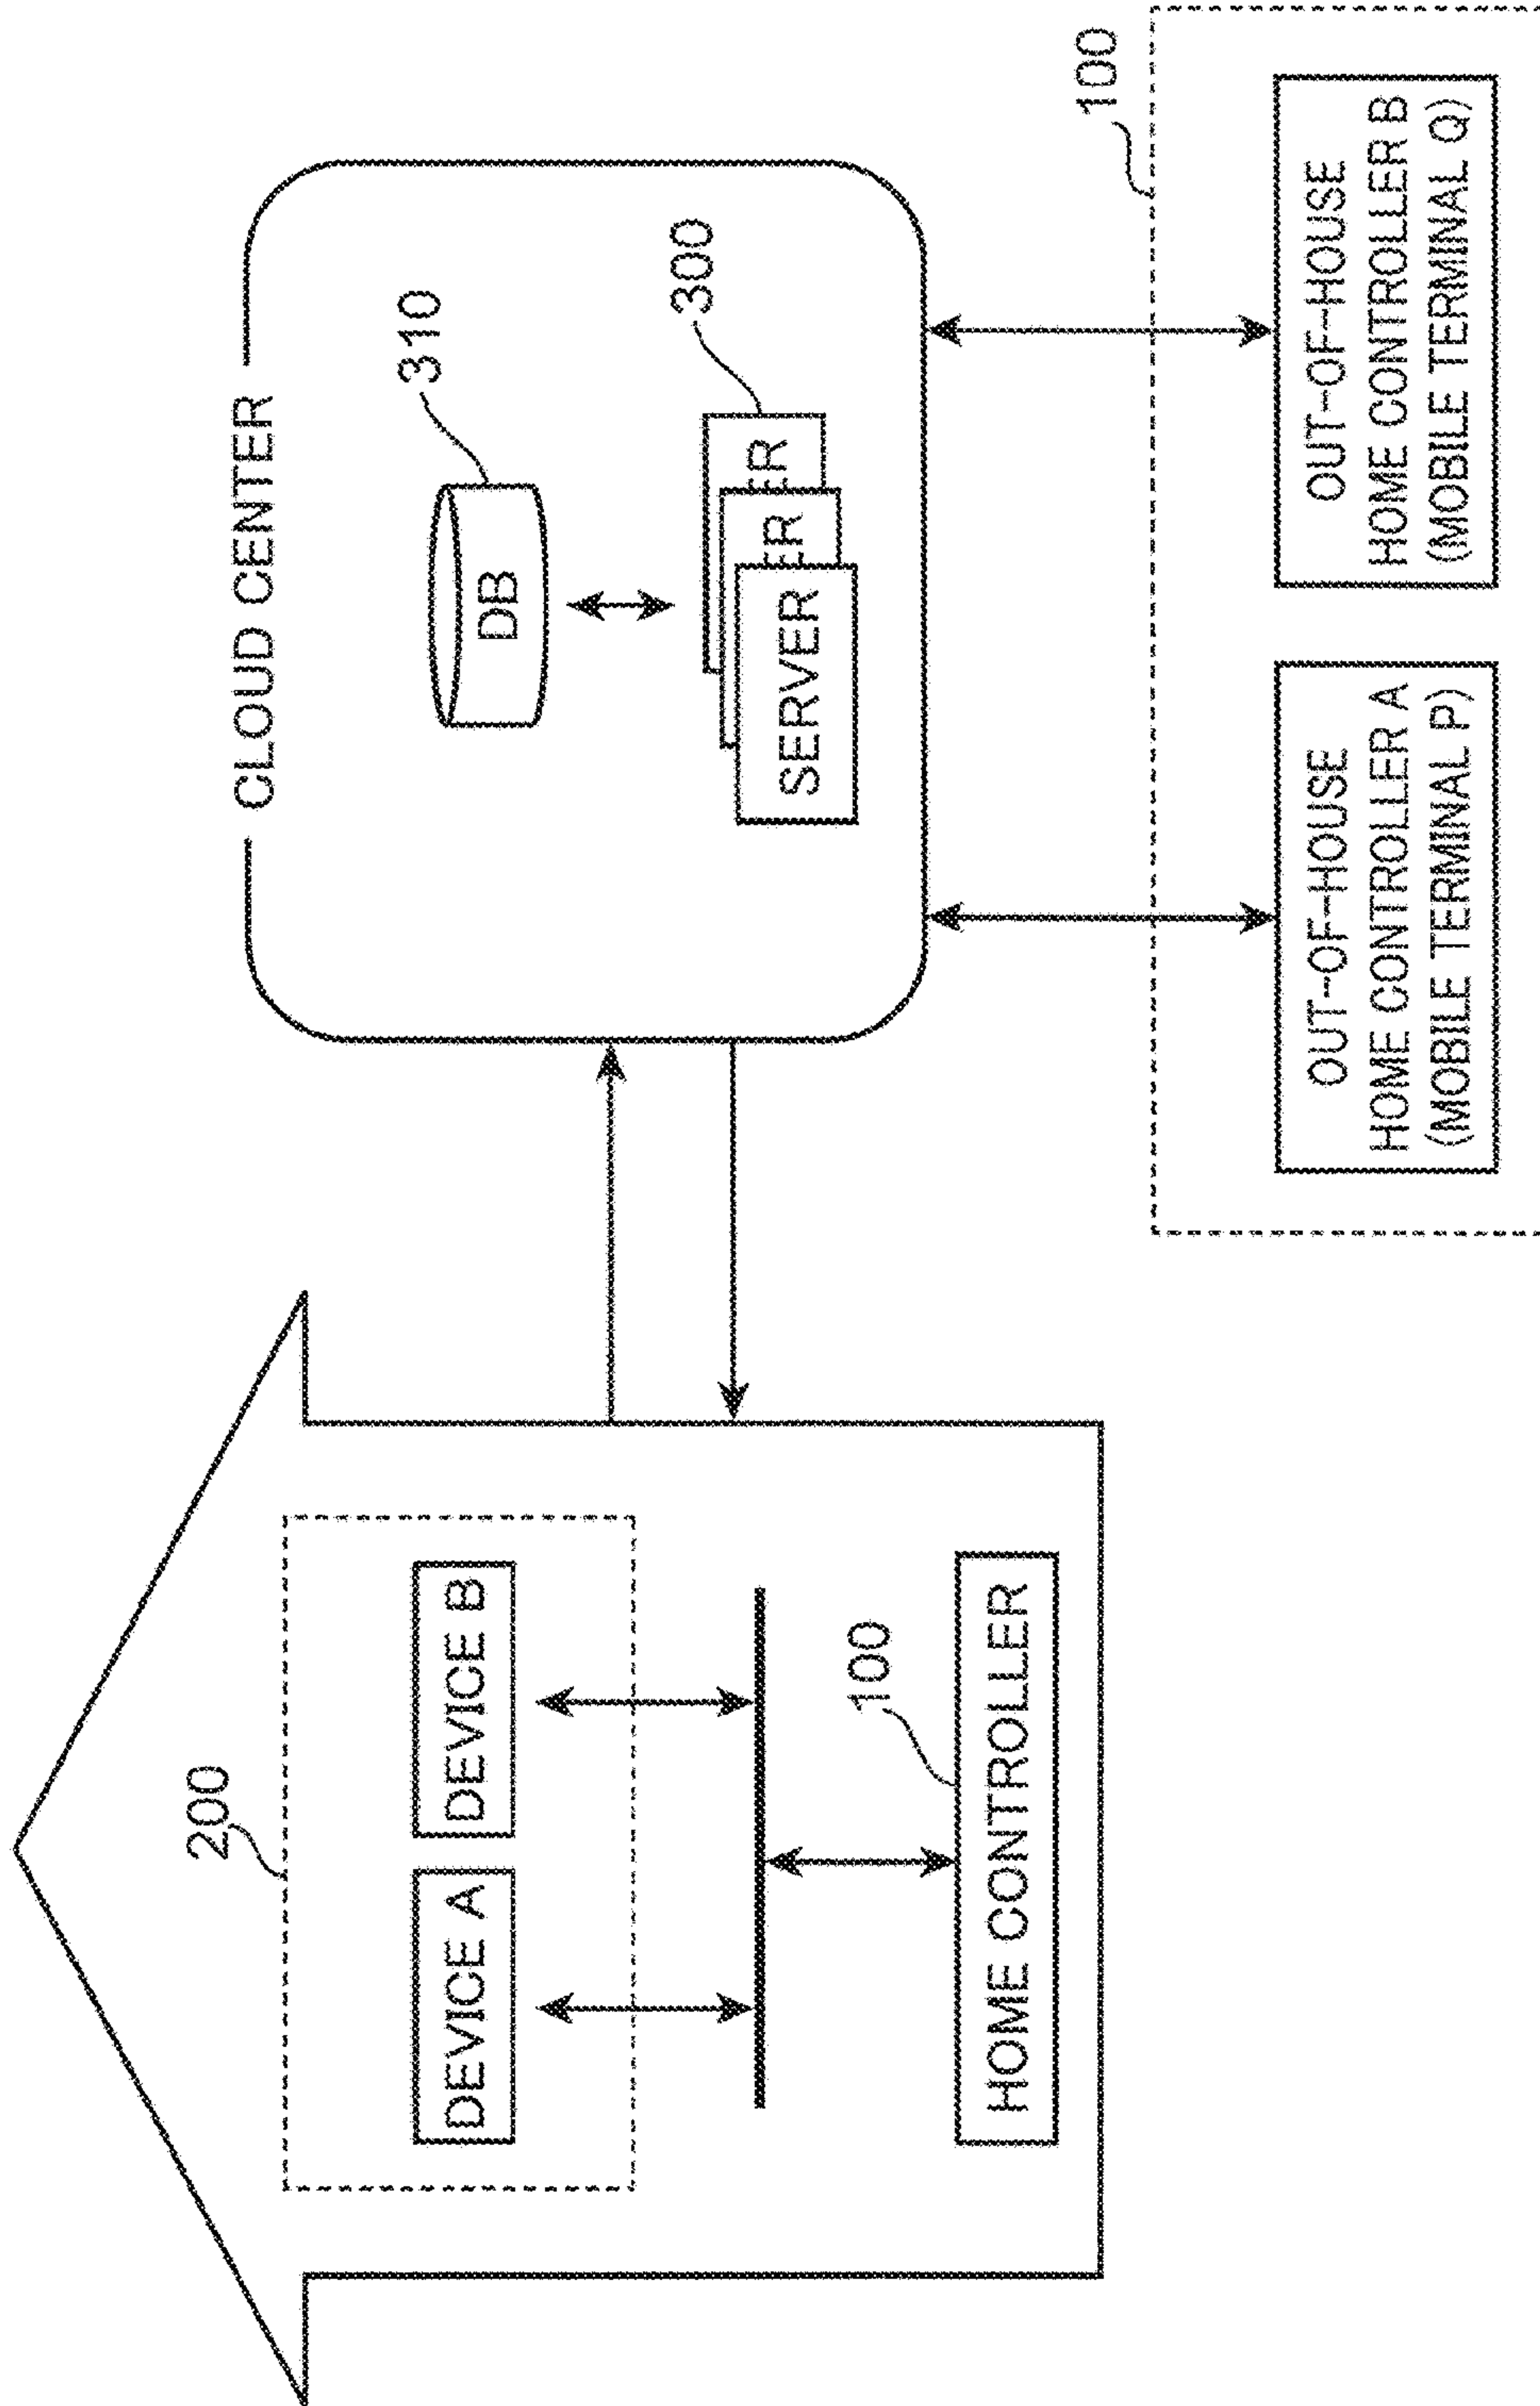 200
DEVICE A
DEVICE B
100
HOME CONTROLLER
CLOUD CENTER
310
DB
300
SERVER
ER
ER
100
OUT-OF-HOUSE
HOME CONTROLLER A
(MOBILE TERMINAL P)
OUT-OF-HOUSE
HOME CONTROLLER B
(MOBILE TERMINAL Q)